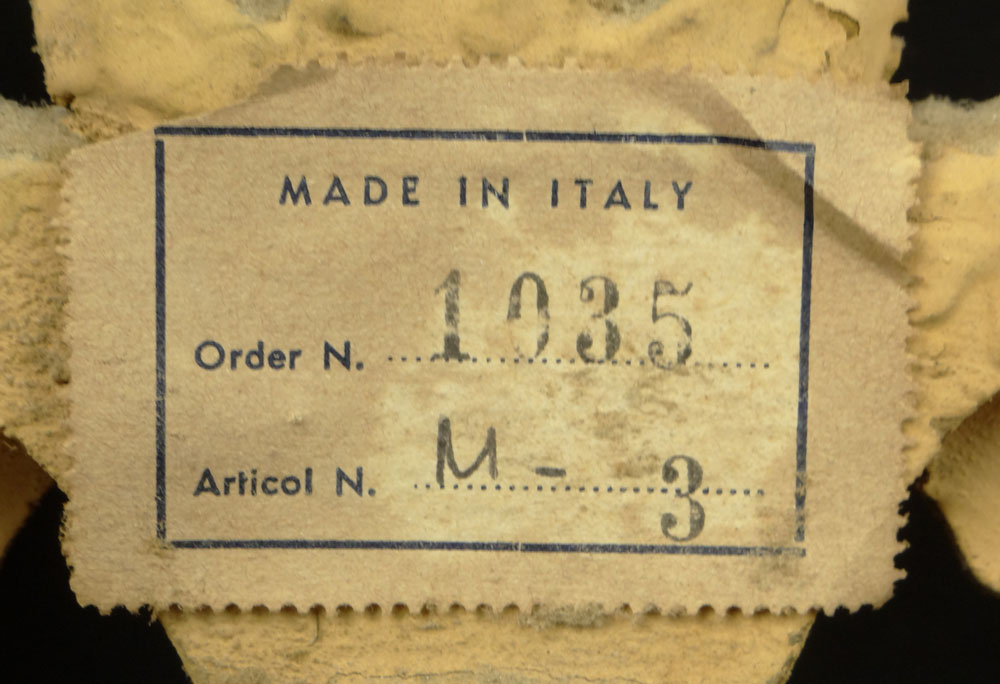 MADE IN ITALY
Order N. 1035
Articol N. M - 3